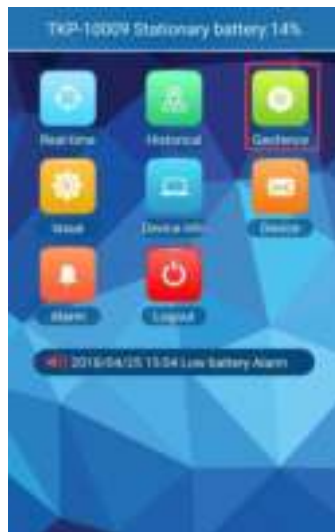 TKP-10009 Stationary battery:14%
Real-time Historical Geofence
Issue Device Info Device
Alarm Logout
2018/04/25 15:04 Low battery Alarm